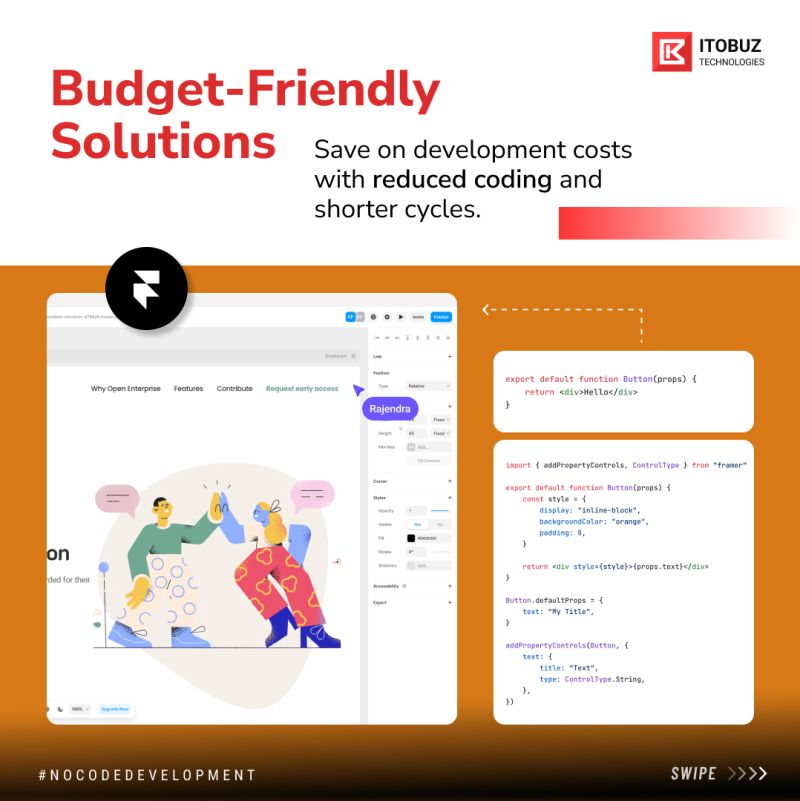 ITOBUZ
TECHNOLOGIES
Budget-Friendly
Solutions
Save on development costs
with reduced coding and
shorter cycles.
Invite
Publish
Breakpoint
Link
Position
Type
Relative
Why Open Enterprise
Features
Contribute
Request early access
Rajendra
Fixed
Height
Fixed
Min Max
Add...
Fit Content
Cursor
Styles
Opacity
1
Visible
Yes
No
Fill
Rotate
0°
Shadows
Add...
Accessibility
Export
on
rded for their
100%
Upgrade Now
export default function Button(props) {
return <div>Hello</div>
}
import { addPropertyControls, ControlType } from "framer"
export default function Button(props) {
const style = {
display: "inline-block",
backgroundColor: "orange",
padding: 8,
}
return <div style={style}>{props.text}</div>
}
Button.defaultProps = {
text: "My Title",
}
addPropertyControls(Button, {
text: {
title: "Text",
type: ControlType.String,
},
})
#NOCODEDEVELOPMENT
SWIPE